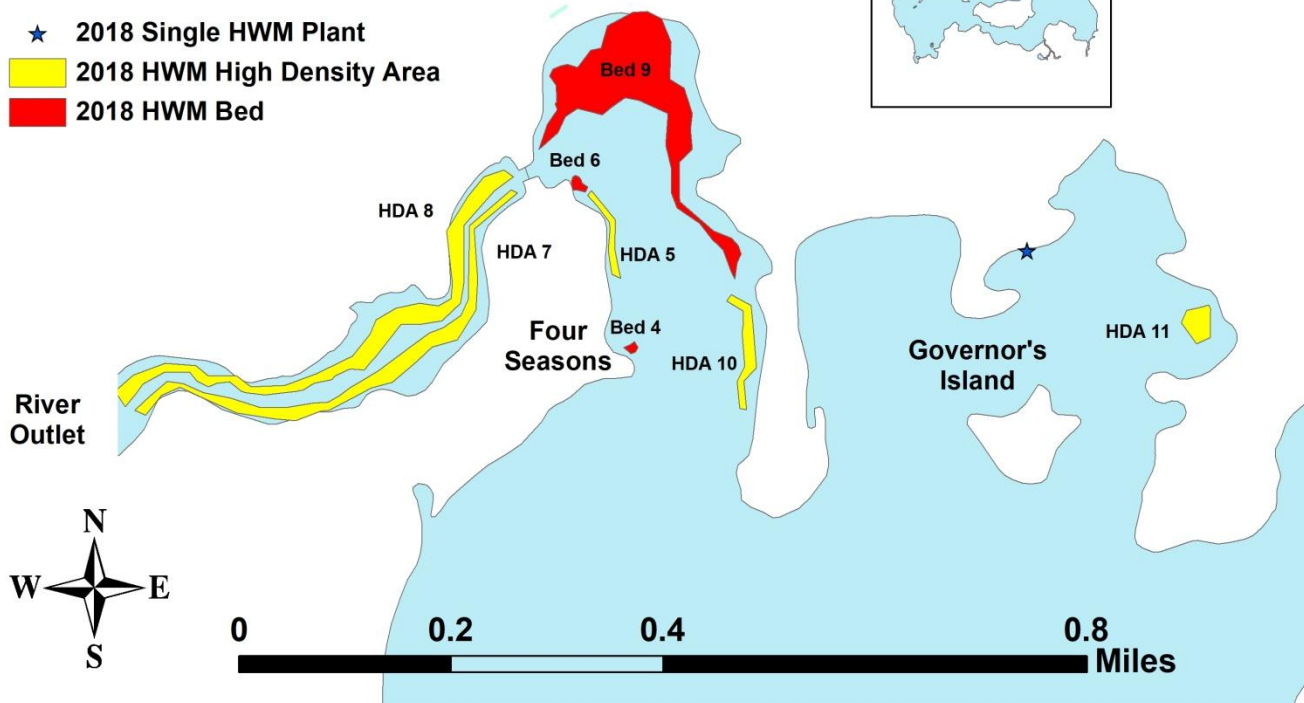 2018 Single HWM Plant
2018 HWM High Density Area
2018 HWM Bed
Bed 9
Bed 6
HDA 8
HDA 7
HDA 5
Bed 4
Four
Seasons
HDA 10
Governor's
Island
HDA 11
River
Outlet
N
W E
S
0 0.2 0.4 0.8
Miles